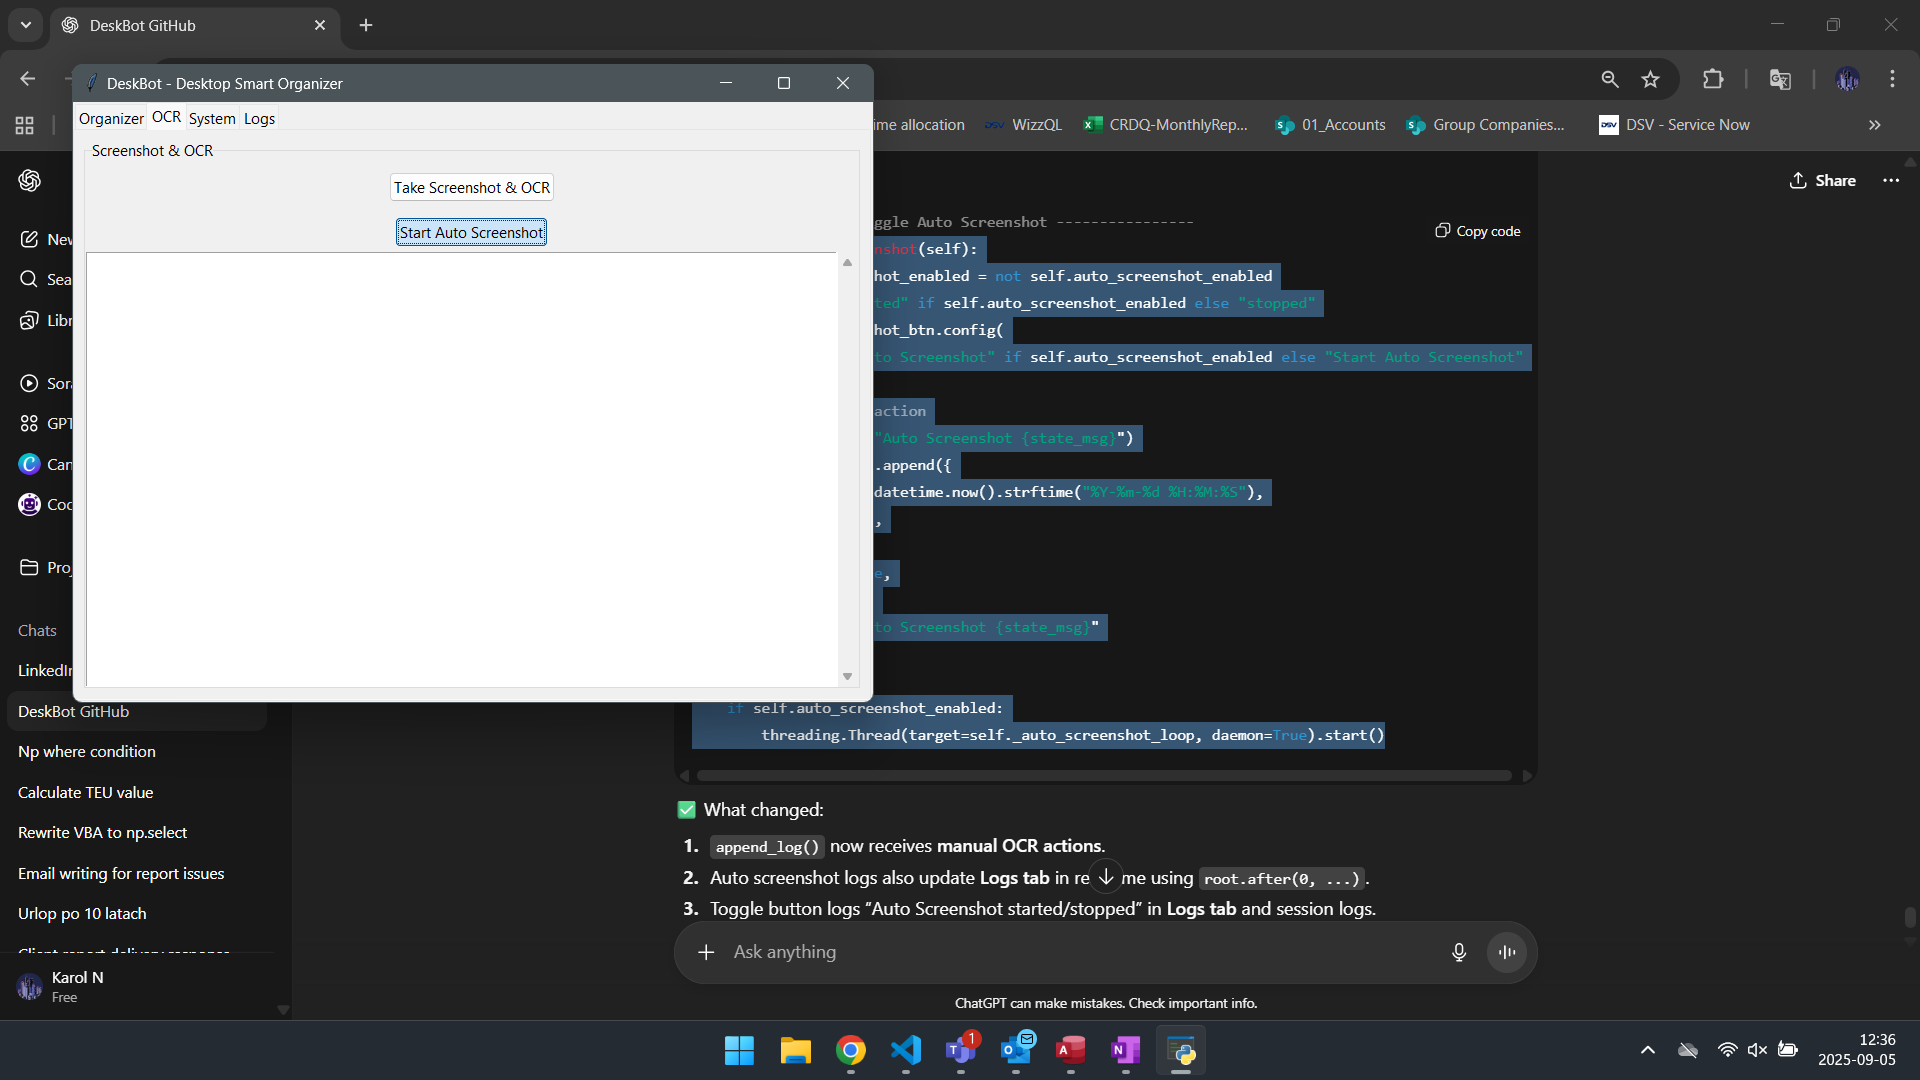 DeskBot GitHub
DeskBot - Desktop Smart Organizer
Organizer OCR System Logs
ime allocation
WizzQL
CRDQ-MonthlyRep...
01_Accounts
Group Companies...
DSV - Service Now
Screenshot & OCR
Take Screenshot & OCR
Start Auto Screenshot
Share
New
Sea
Libr
Sora
GPT
Can
Coc
Proj
Chats
LinkedIn
DeskBot GitHub
Np where condition
Calculate TEU value
Rewrite VBA to np.select
Email writing for report issues
Urlop po 10 latach
Client report delivery response
Karol N
Free
ggle Auto Screenshot ----------------
Copy code
nshot(self):
hot_enabled = not self.auto_screenshot_enabled
ted" if self.auto_screenshot_enabled else "stopped"
hot_btn.config(
to Screenshot" if self.auto_screenshot_enabled else "Start Auto Screenshot"
action
"Auto Screenshot {state_msg}")
.append({
datetime.now().strftime("%Y-%m-%d %H:%M:%S"),
,
e,
to Screenshot {state_msg}"
if self.auto_screenshot_enabled:
threading.Thread(target=self._auto_screenshot_loop, daemon=True).start()
✅ What changed:
1. append_log() now receives manual OCR actions.
2. Auto screenshot logs also update Logs tab in re me using root.after(0, ...).
3. Toggle button logs “Auto Screenshot started/stopped” in Logs tab and session logs.
Ask anything
ChatGPT can make mistakes. Check important info.
1
12:36
2025-09-05